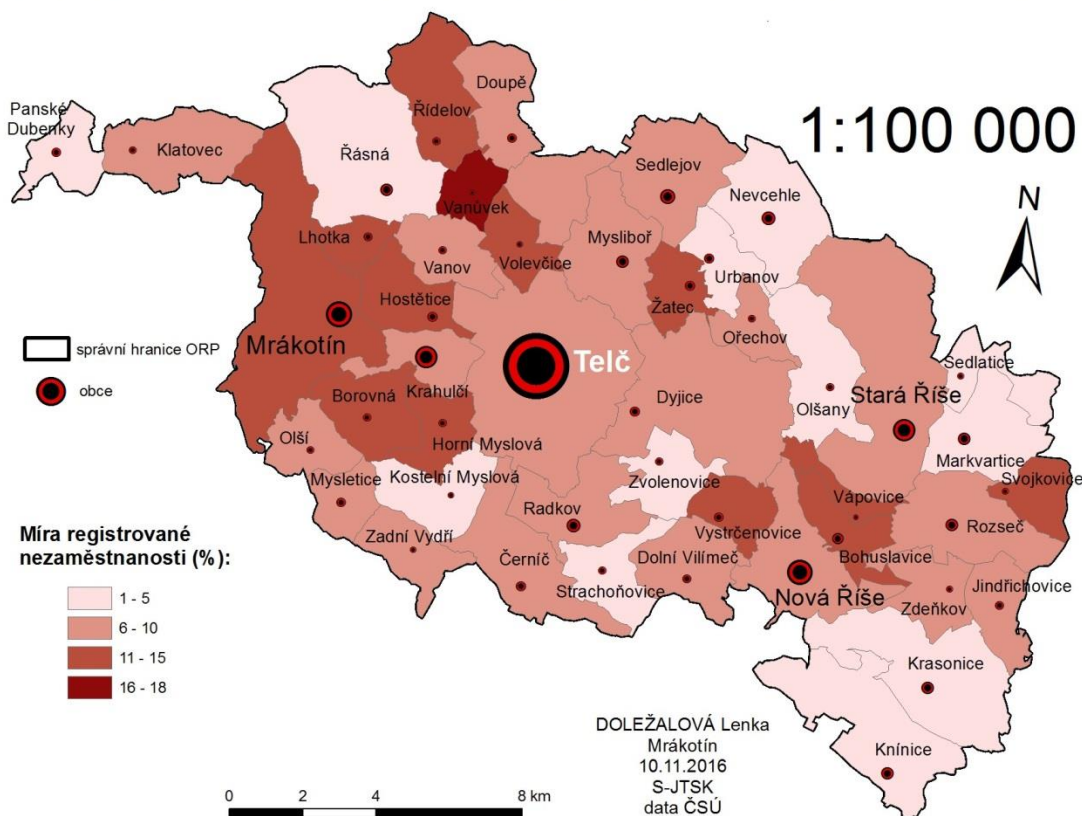 Doupě
Panské
Dubenky
Řídelov
1:100 000
Klatovec
Řásná
Sedlejov
Nevcehle
N
Vanůvek
Lhotka
Mysliboř
Vanov
Volevčice
Urbanov
Hostětice
Žatec
Ořechov
Mrákotín
správní hranice ORP
Telč
Sedlatice
obce
Krahulčí
Borovná
Dyjice
Olšany
Stará Říše
Olší
Horní Myslová
Markvartice
Mysletice
Kostelní Myslová
Zvolenovice
Svojkovice
Vápovice
Radkov
Míra registrované
nezaměstnanosti (%):
Zadní Vydří
Vystrčenovice
Rozseč
Černíč
Dolní Vilímeč
Bohuslavice
Jindřichovice
Strachoňovice
Nová Říše
Zdeňkov
1 - 5
6 - 10
11 - 15
16 - 18
Krasonice
DOLEŽALOVÁ Lenka
Mrákotín
10.11.2016
S-JTSK
data ČSÚ
Knínice
0 2 4 8 km